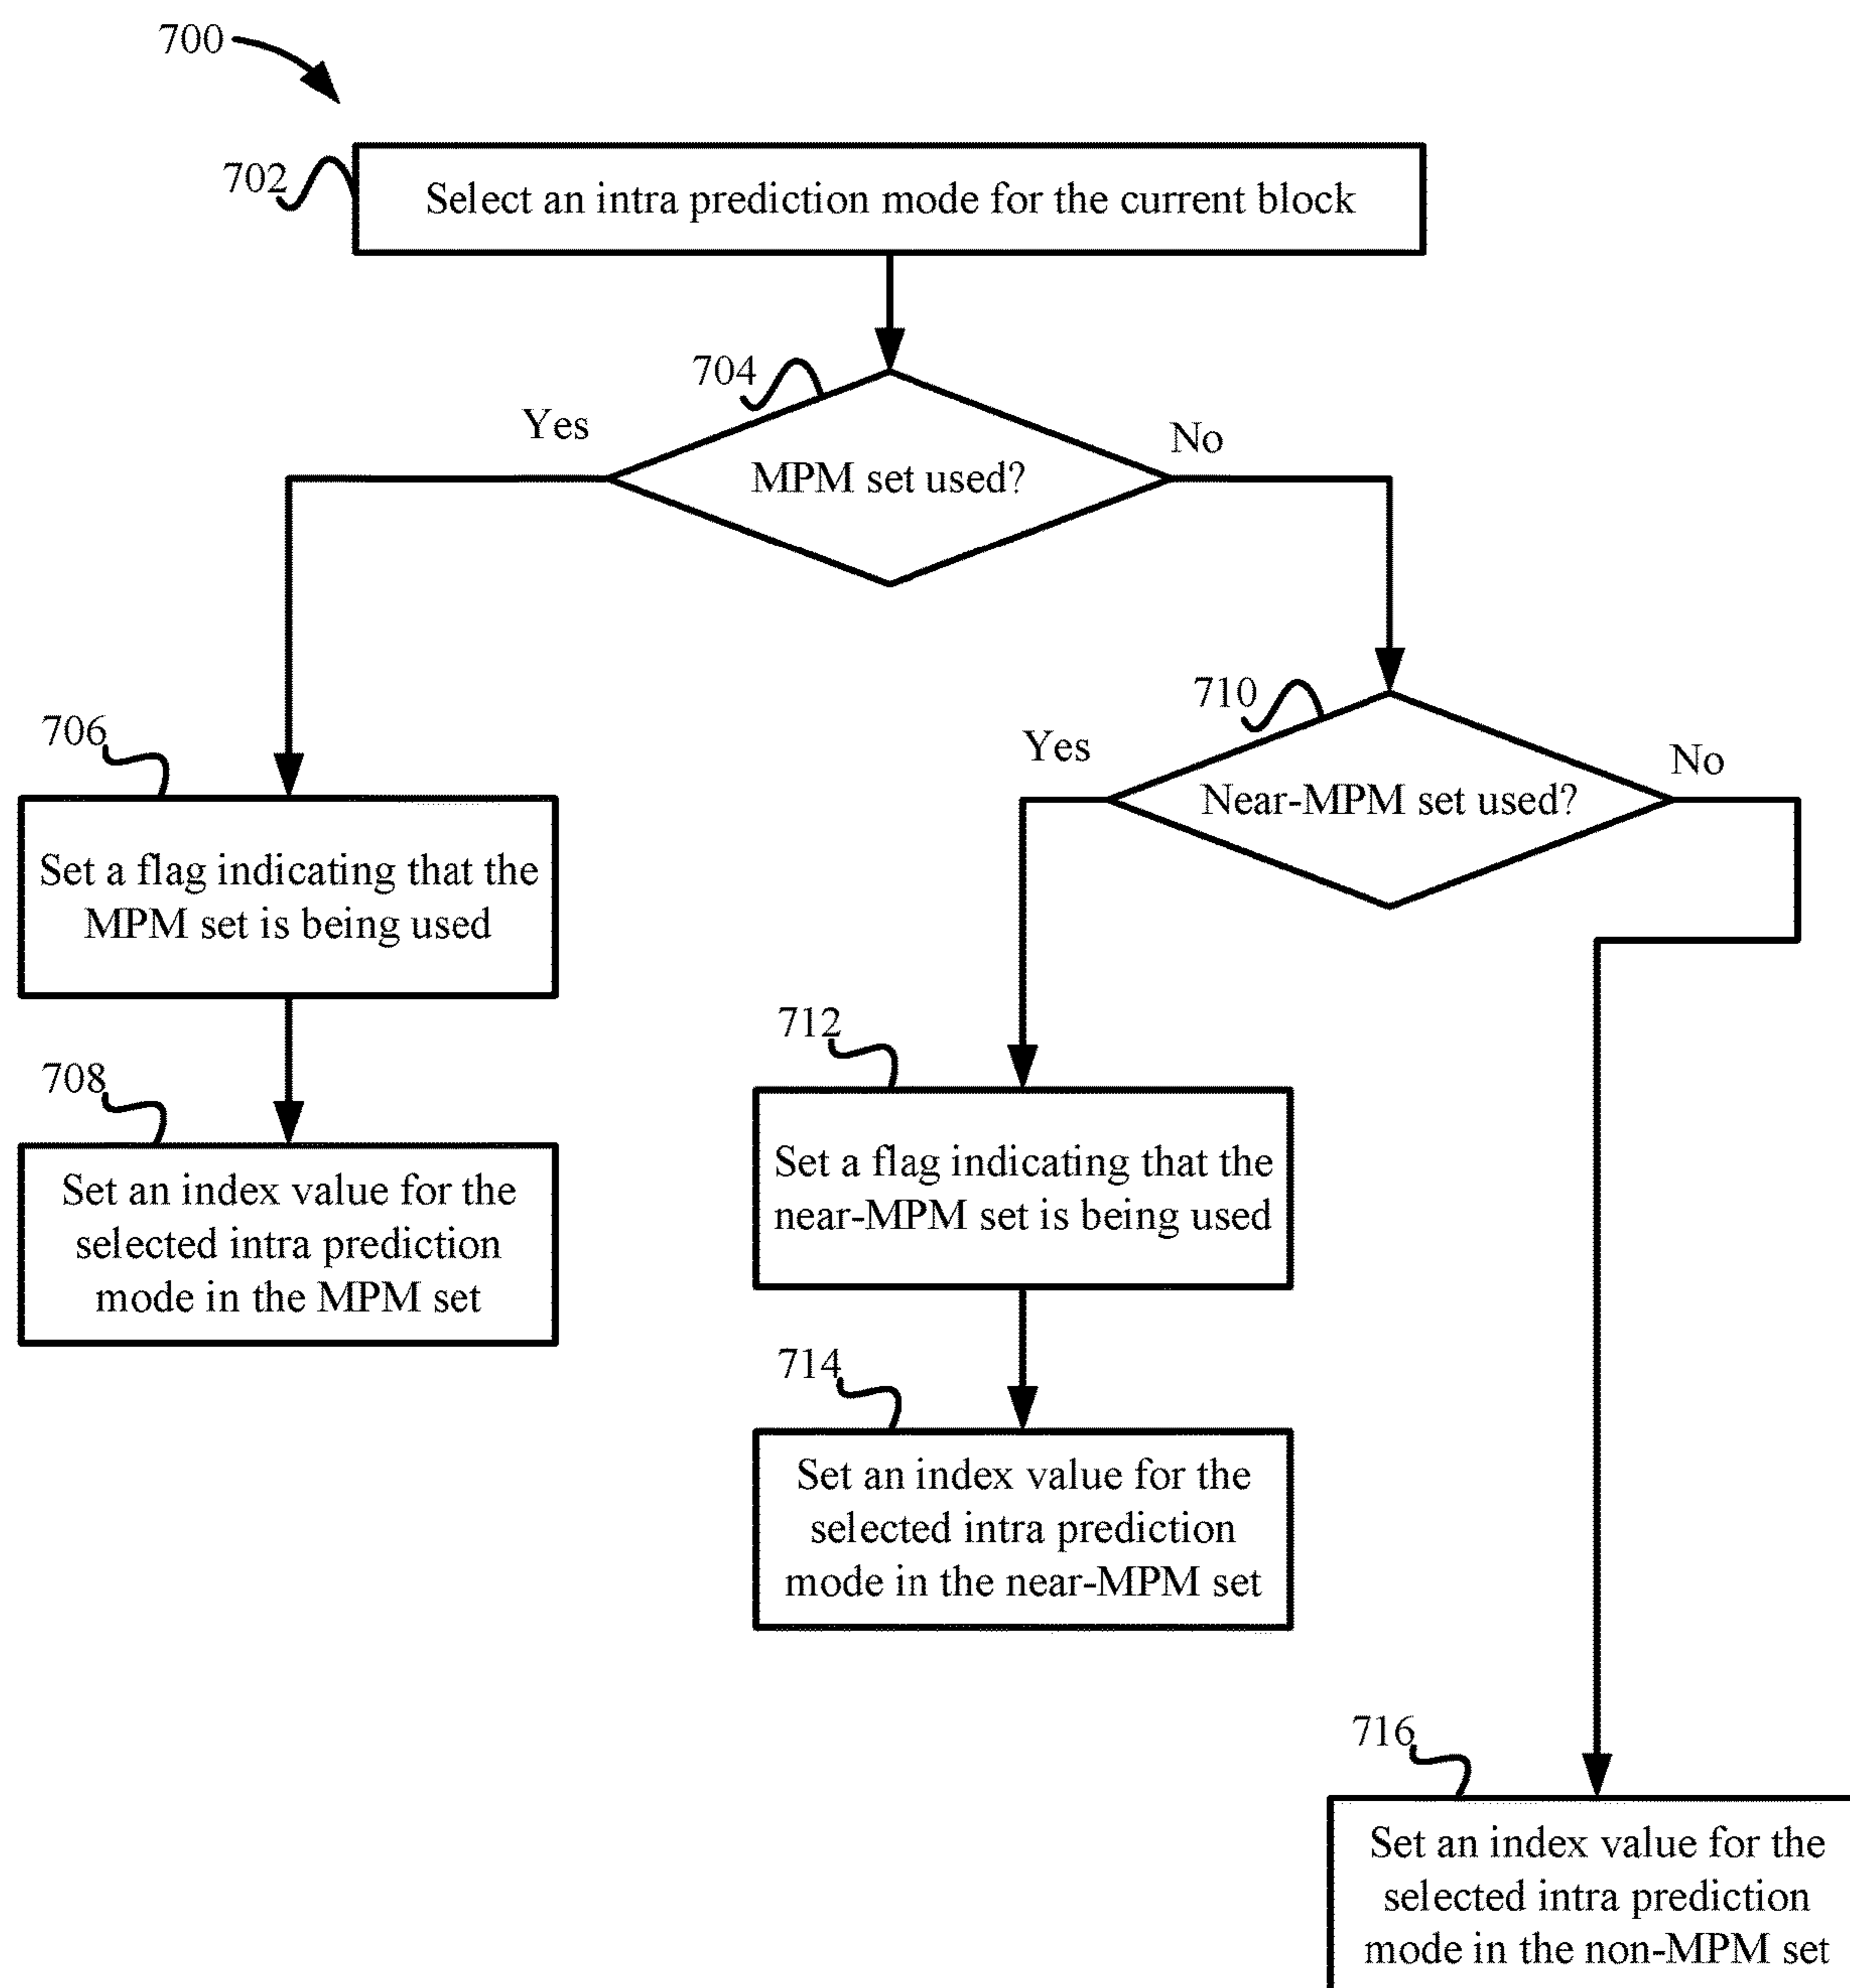 700
702
Select an intra prediction mode for the current block
704
Yes
No
MPM set used?
706
710
Yes
No
Near-MPM set used?
Set a flag indicating that the
MPM set is being used
712
708
Set a flag indicating that the
near-MPM set is being used
Set an index value for the
selected intra prediction
mode in the MPM set
714
Set an index value for the
selected intra prediction
mode in the near-MPM set
716
Set an index value for the
selected intra prediction
mode in the non-MPM set